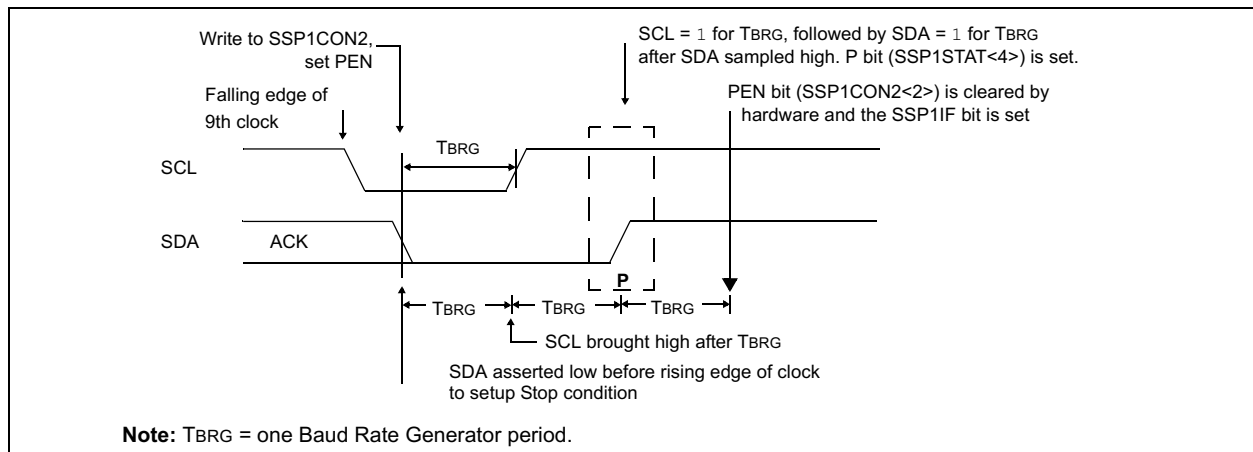 Write to SSP1CON2,
set PEN
SCL = 1 for TBRG, followed by SDA = 1 for TBRG
after SDA sampled high. P bit (SSP1STAT<4>) is set.
PEN bit (SSP1CON2<2>) is cleared by
hardware and the SSP1IF bit is set
Falling edge of
9th clock
TBRG
SCL
SDA
ACK
P
TBRG
TBRG
TBRG
SCL brought high after TBRG
SDA asserted low before rising edge of clock
to setup Stop condition
Note: TBRG = one Baud Rate Generator period.